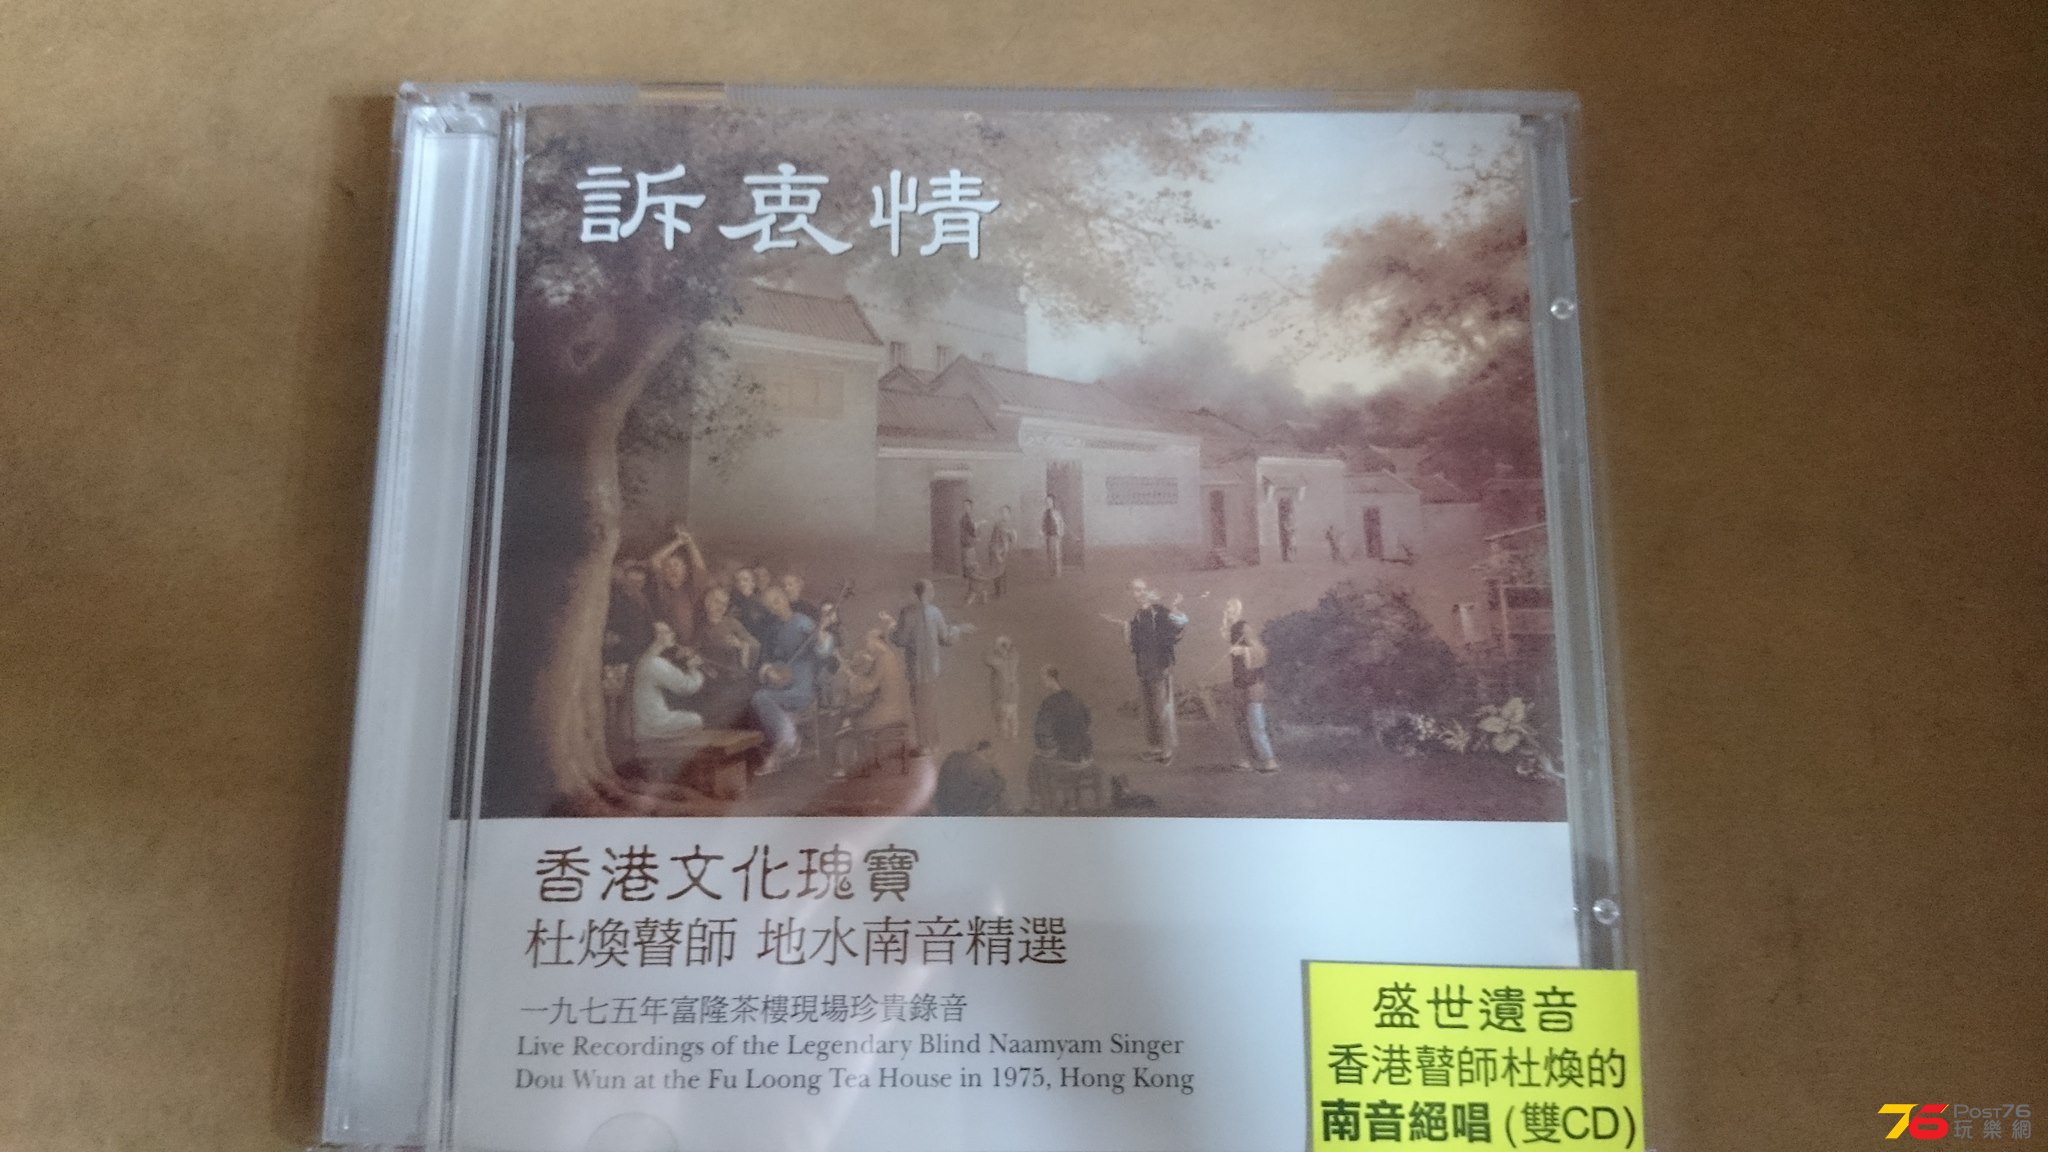 訴衷情
香港文化瑰寶
杜煥瞽師 地水南音精選
一九七五年富隆茶樓現場珍貴錄音
Live Recordings of the Legendary Blind Naamyam Singer
Dou Wun at the Fu Loong Tea House in 1975, Hong Kong
盛世遺音
香港瞽師杜煥的
南音絕唱 (雙CD)
76 POST76
玩樂網